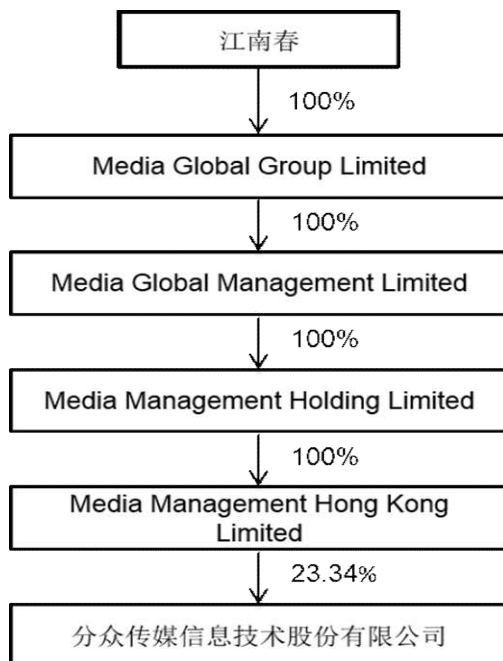 江南春
100%
Media Global Group Limited
100%
Media Global Management Limited
100%
Media Management Holding Limited
100%
Media Management Hong Kong
Limited
23.34%
分众传媒信息技术股份有限公司